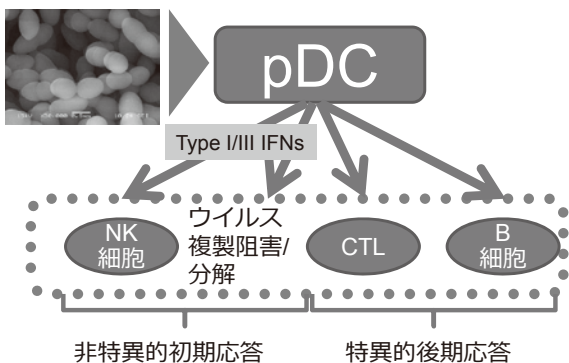 pDC
Type I/III IFNs
NK
細胞
ウイルス
複製阻害/
分解
CTL
B
細胞
非特異的初期応答
特異的後期応答